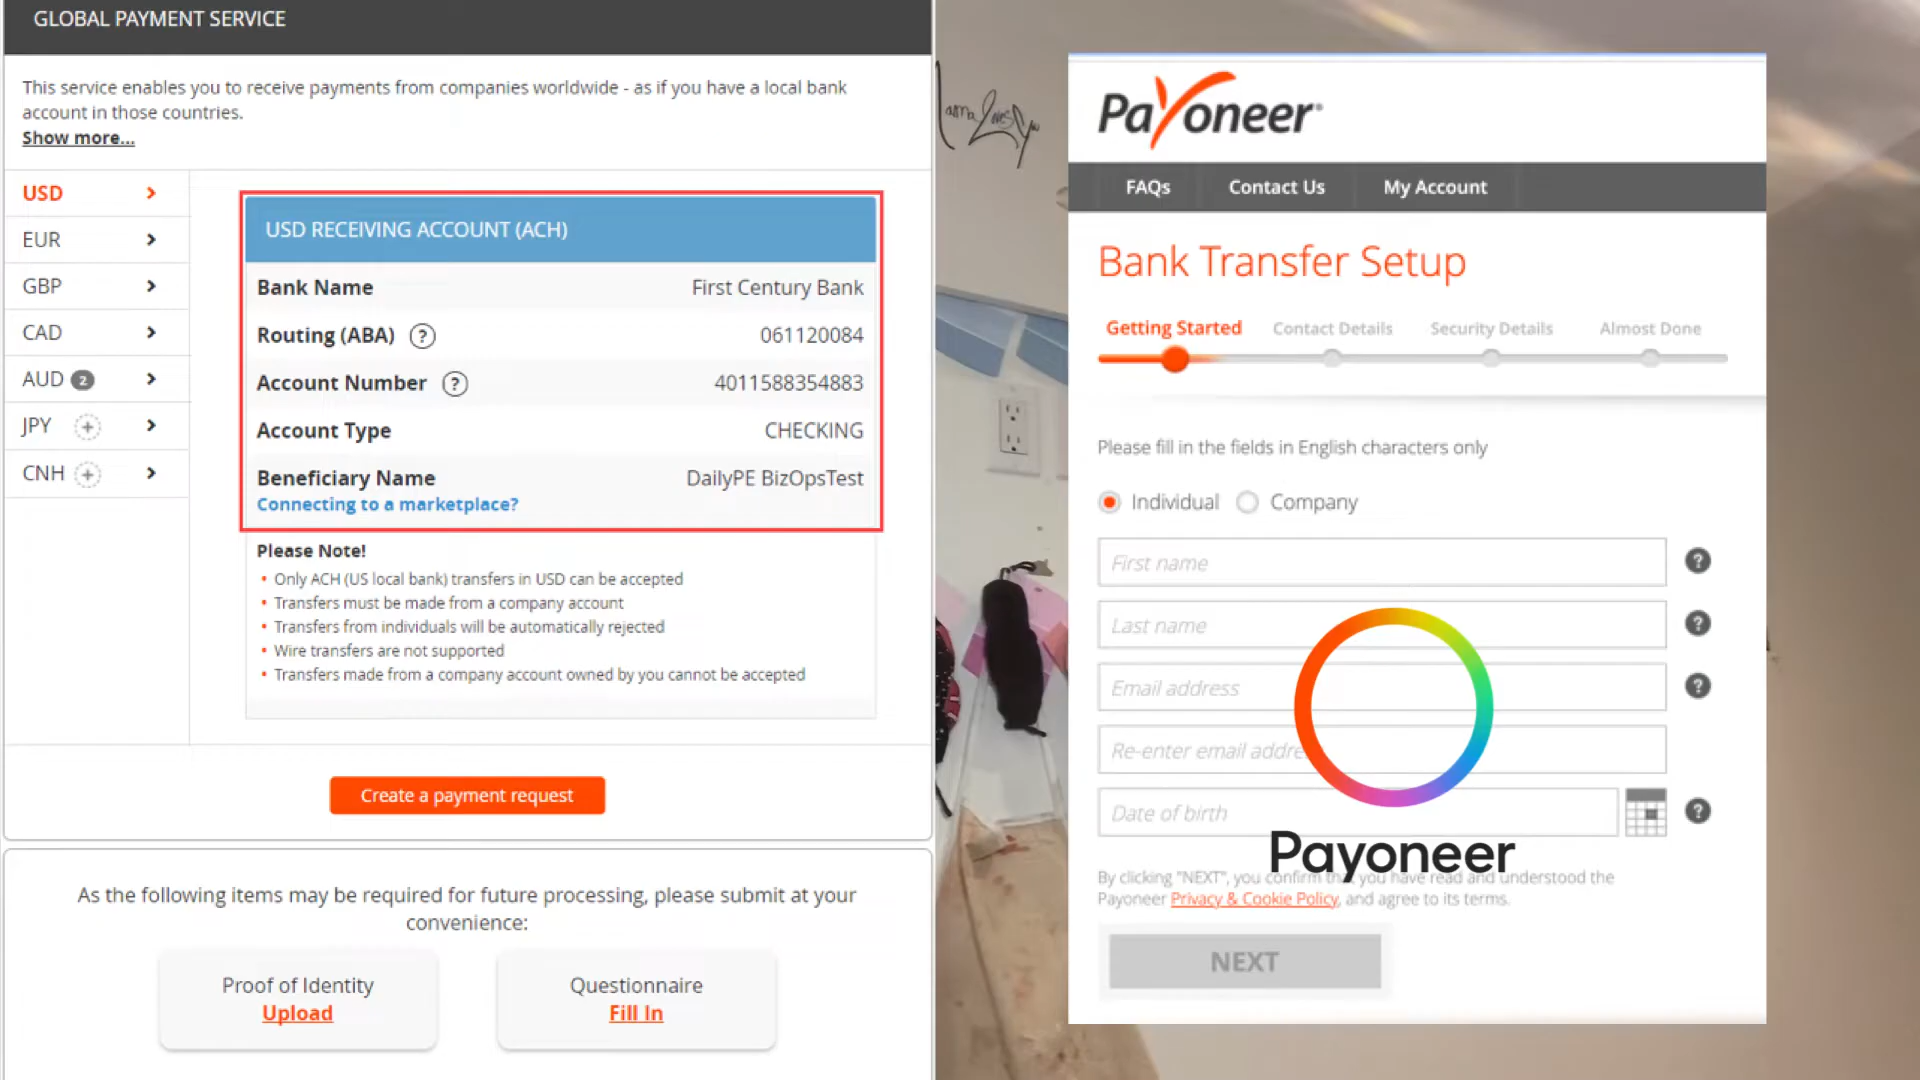 GLOBAL PAYMENT SERVICE
This service enables you to receive payments from companies worldwide - as if you have a local bank
account in those countries.
Show more...
USD
EUR
GBP
CAD
AUD 2
JPY
CNH
USD RECEIVING ACCOUNT (ACH)
Bank Name First Century Bank
Routing (ABA) ? 061120084
Account Number ? 4011588354883
Account Type CHECKING
Beneficiary Name DailyPE BizOpsTest
Connecting to a marketplace?
Please Note!
• Only ACH (US local bank) transfers in USD can be accepted
• Transfers must be made from a company account
• Transfers from individuals will be automatically rejected
• Wire transfers are not supported
• Transfers made from a company account owned by you cannot be accepted
Create a payment request
As the following items may be required for future processing, please submit at your
convenience:
Proof of Identity
Upload
Questionnaire
Fill In
Payoneer
FAQs Contact Us My Account
Bank Transfer Setup
Getting Started Contact Details Security Details Almost Done
Please fill in the fields in English characters only
Individual Company
First name ?
Last name ?
Email address ?
Re-enter email addre
Date of birth ?
Payoneer
By clicking "NEXT", you confirm that you have read and understood the
Payoneer Privacy & Cookie Policy, and agree to its terms.
NEXT